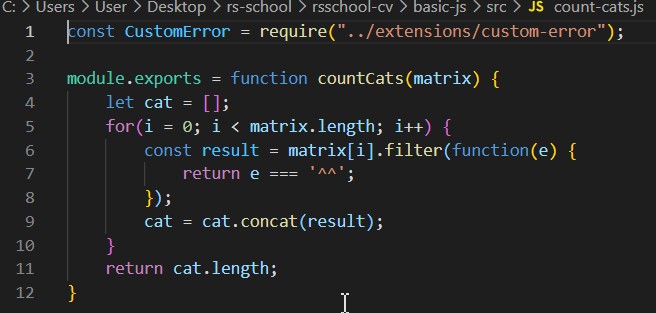 C: > Users > User > Desktop > rs-school > rsschool-cv > basic-js > src > JS count-cats.js
1 const CustomError = require("../extensions/custom-error");
2
3 module.exports = function countCats(matrix) {
4     let cat = [];
5     for(i = 0; i < matrix.length; i++) {
6         const result = matrix[i].filter(function(e) {
7             return e === '^^';
8         });
9         cat = cat.concat(result);
10     }
11     return cat.length;
12 }